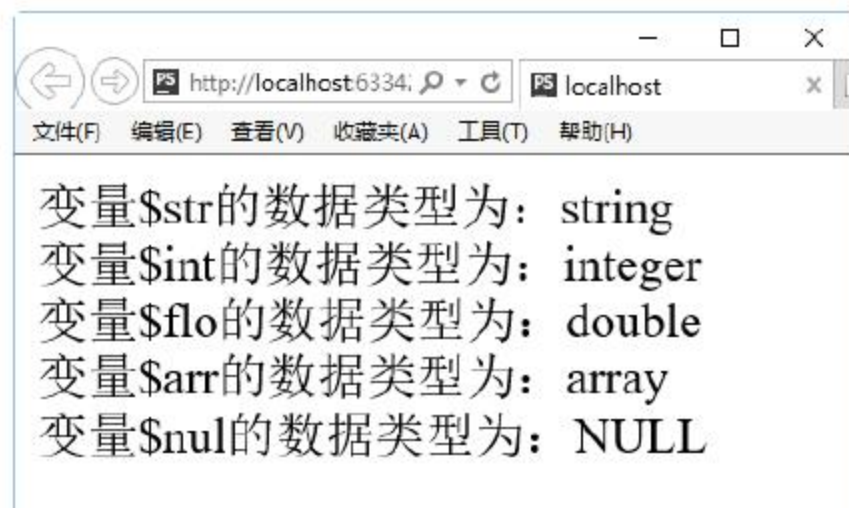 http://localhost:6334
localhost
文件(F) 编辑(E) 查看(V) 收藏夹(A) 工具(T) 帮助(H)
变量$str的数据类型为：string
变量$int的数据类型为：integer
变量$flo的数据类型为：double
变量$arr的数据类型为：array
变量$nul的数据类型为：NULL